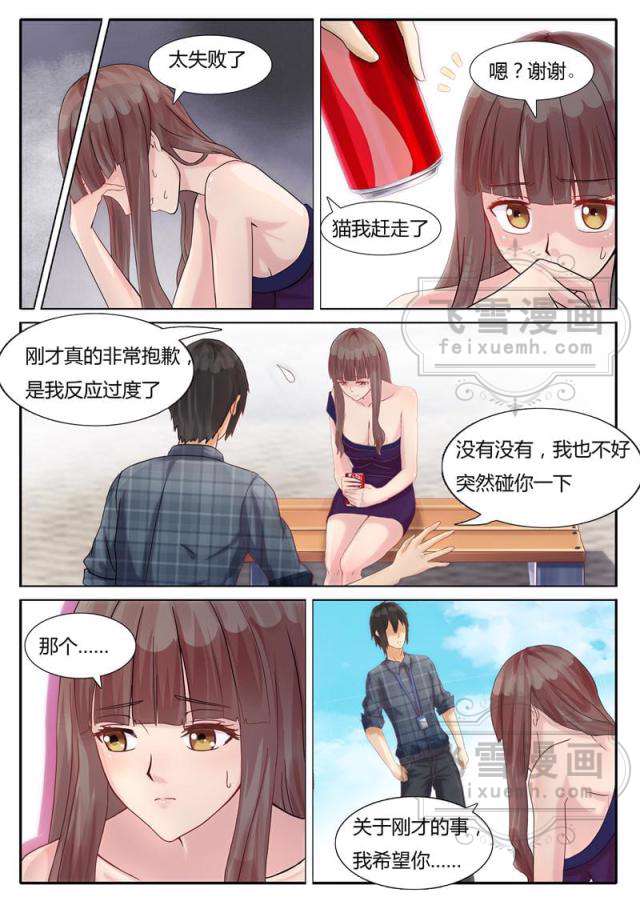 太失败了
嗯？谢谢。
猫我赶走了
飞雪漫画
feixuemh.com
刚才真的非常抱歉，
是我反应过度了
没有没有，我也不好
突然碰你一下
那个……
飞雪漫画
feixuemh.com
关于刚才的事，
我希望你……